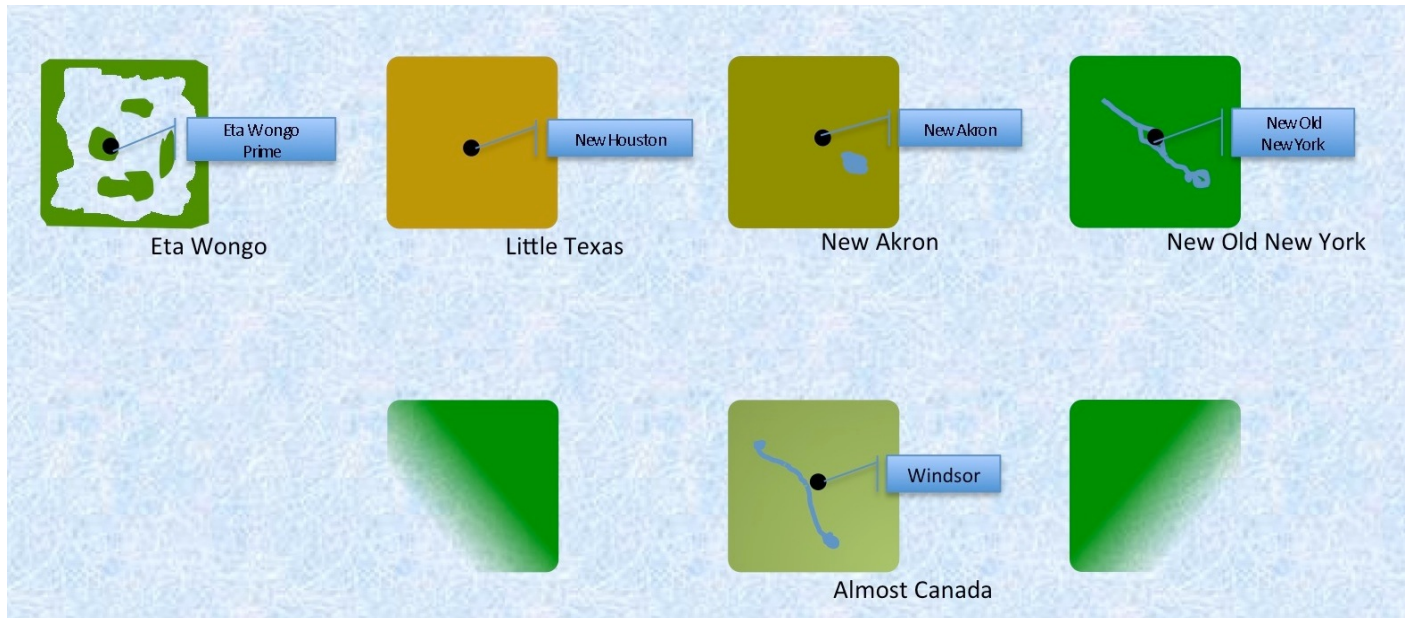 Eta Wongo
Prime
New Houston
New Akron
New Old
New York
Eta Wongo
Little Texas
New Akron
New Old New York
Windsor
Almost Canada